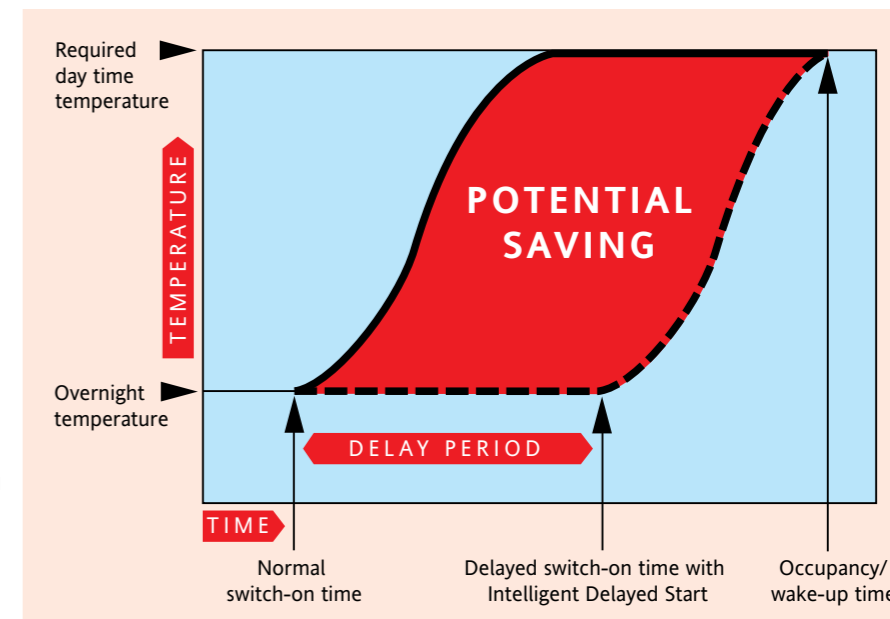 Required
day time
temperature
TEMPERATURE
POTENTIAL
SAVING
Overnight
temperature
DELAY PERIOD
TIME
Normal
switch-on time
Delayed switch-on time with
Intelligent Delayed Start
Occupancy/
wake-up time